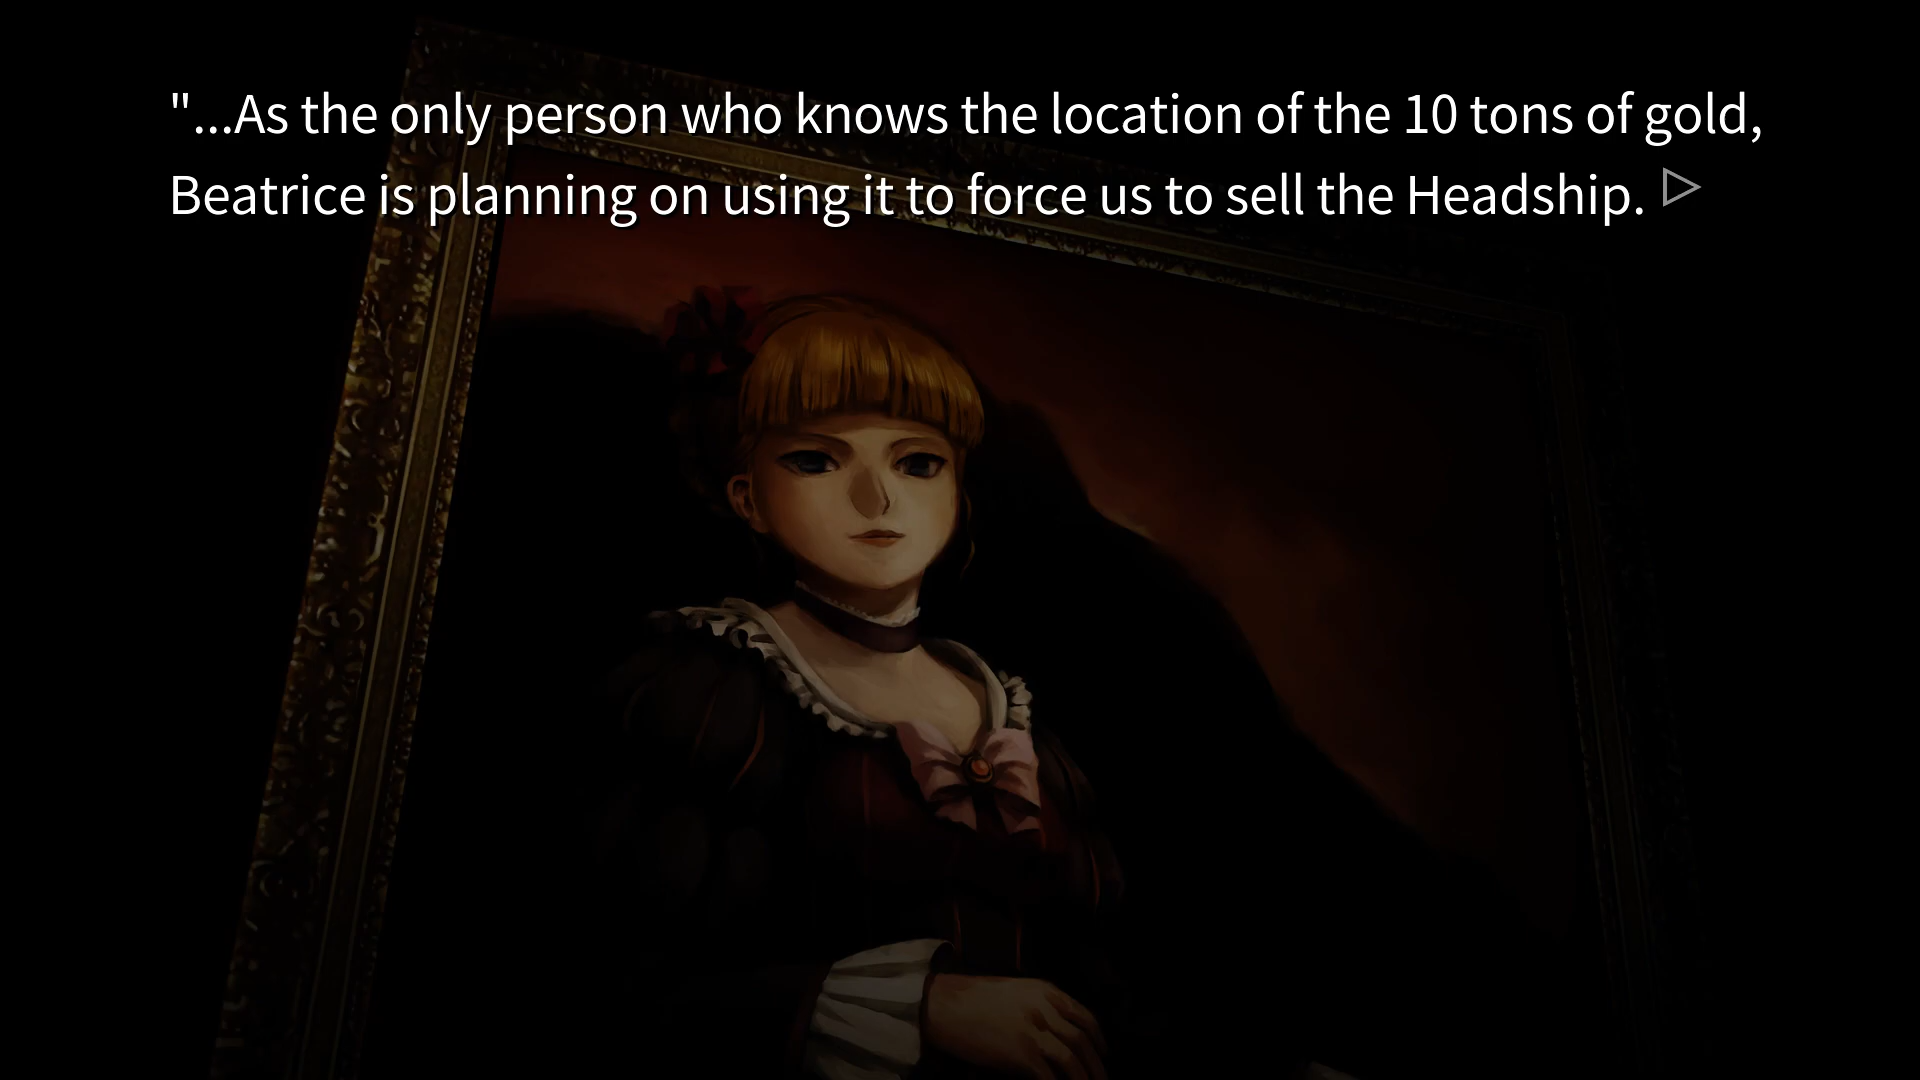 "...As the only person who knows the location of the 10 tons of gold,
Beatrice is planning on using it to force us to sell the Headship.